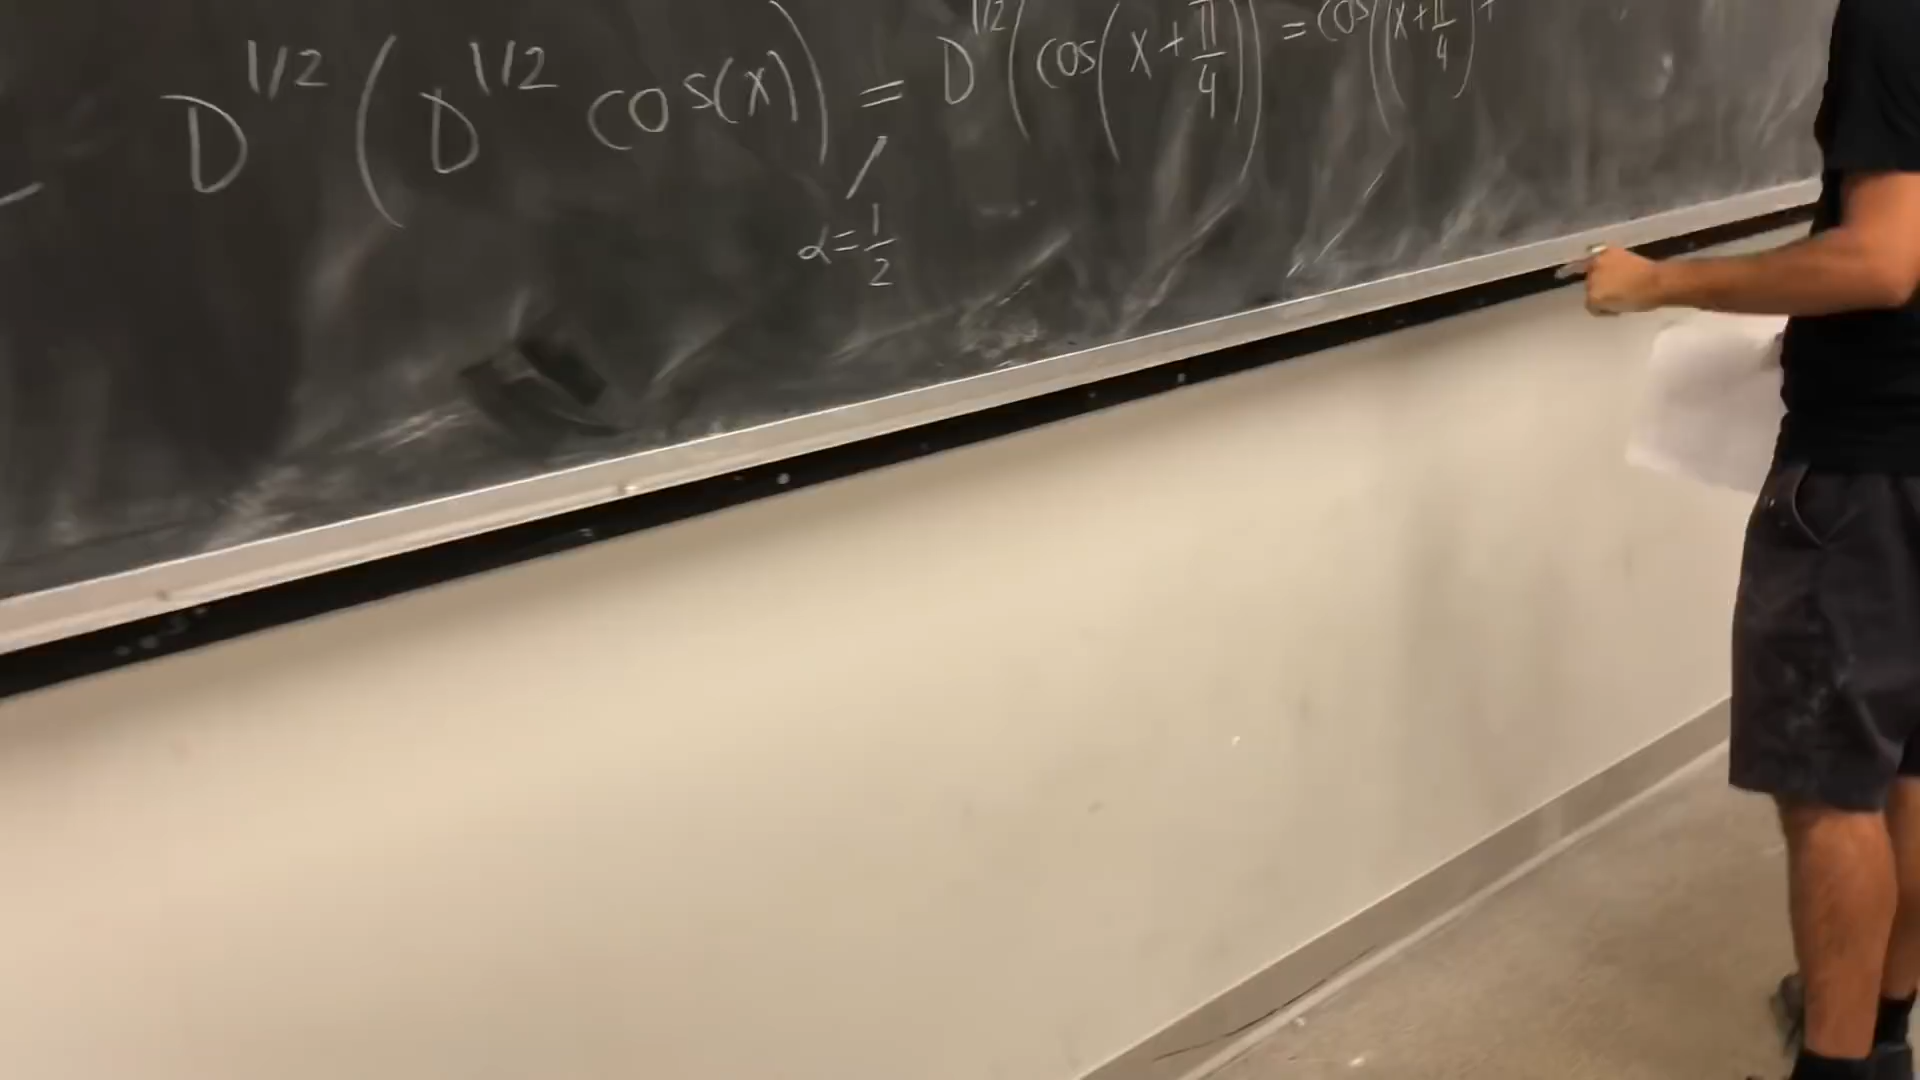 D^{1/2} ( D^{1/2} cos(x) ) = D^{1/2} ( cos( x + π/4 ) ) = cos( ( x + π/4 ) +
α = 1/2